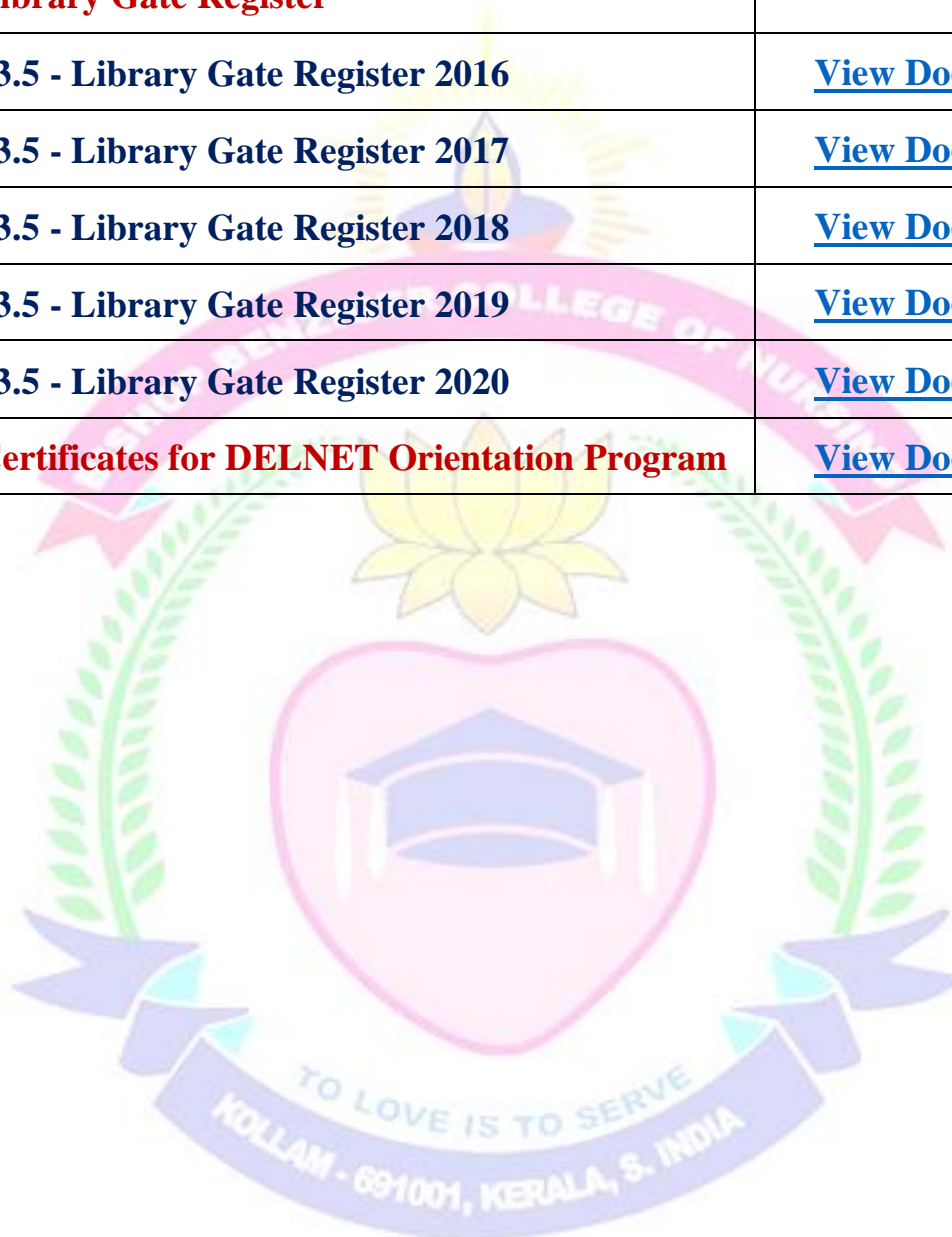 ibrary Gate Register
3.5 - Library Gate Register 2016
View Do
3.5 - Library Gate Register 2017
View Do
3.5 - Library Gate Register 2018
View Do
3.5 - Library Gate Register 2019
View Do
3.5 - Library Gate Register 2020
View Do
ertificates for DELNET Orientation Program
View Do
COLLEGE OF NURSING
TO LOVE IS TO SERVE
KOLLAM - 691001, KERALA, S. INDIA